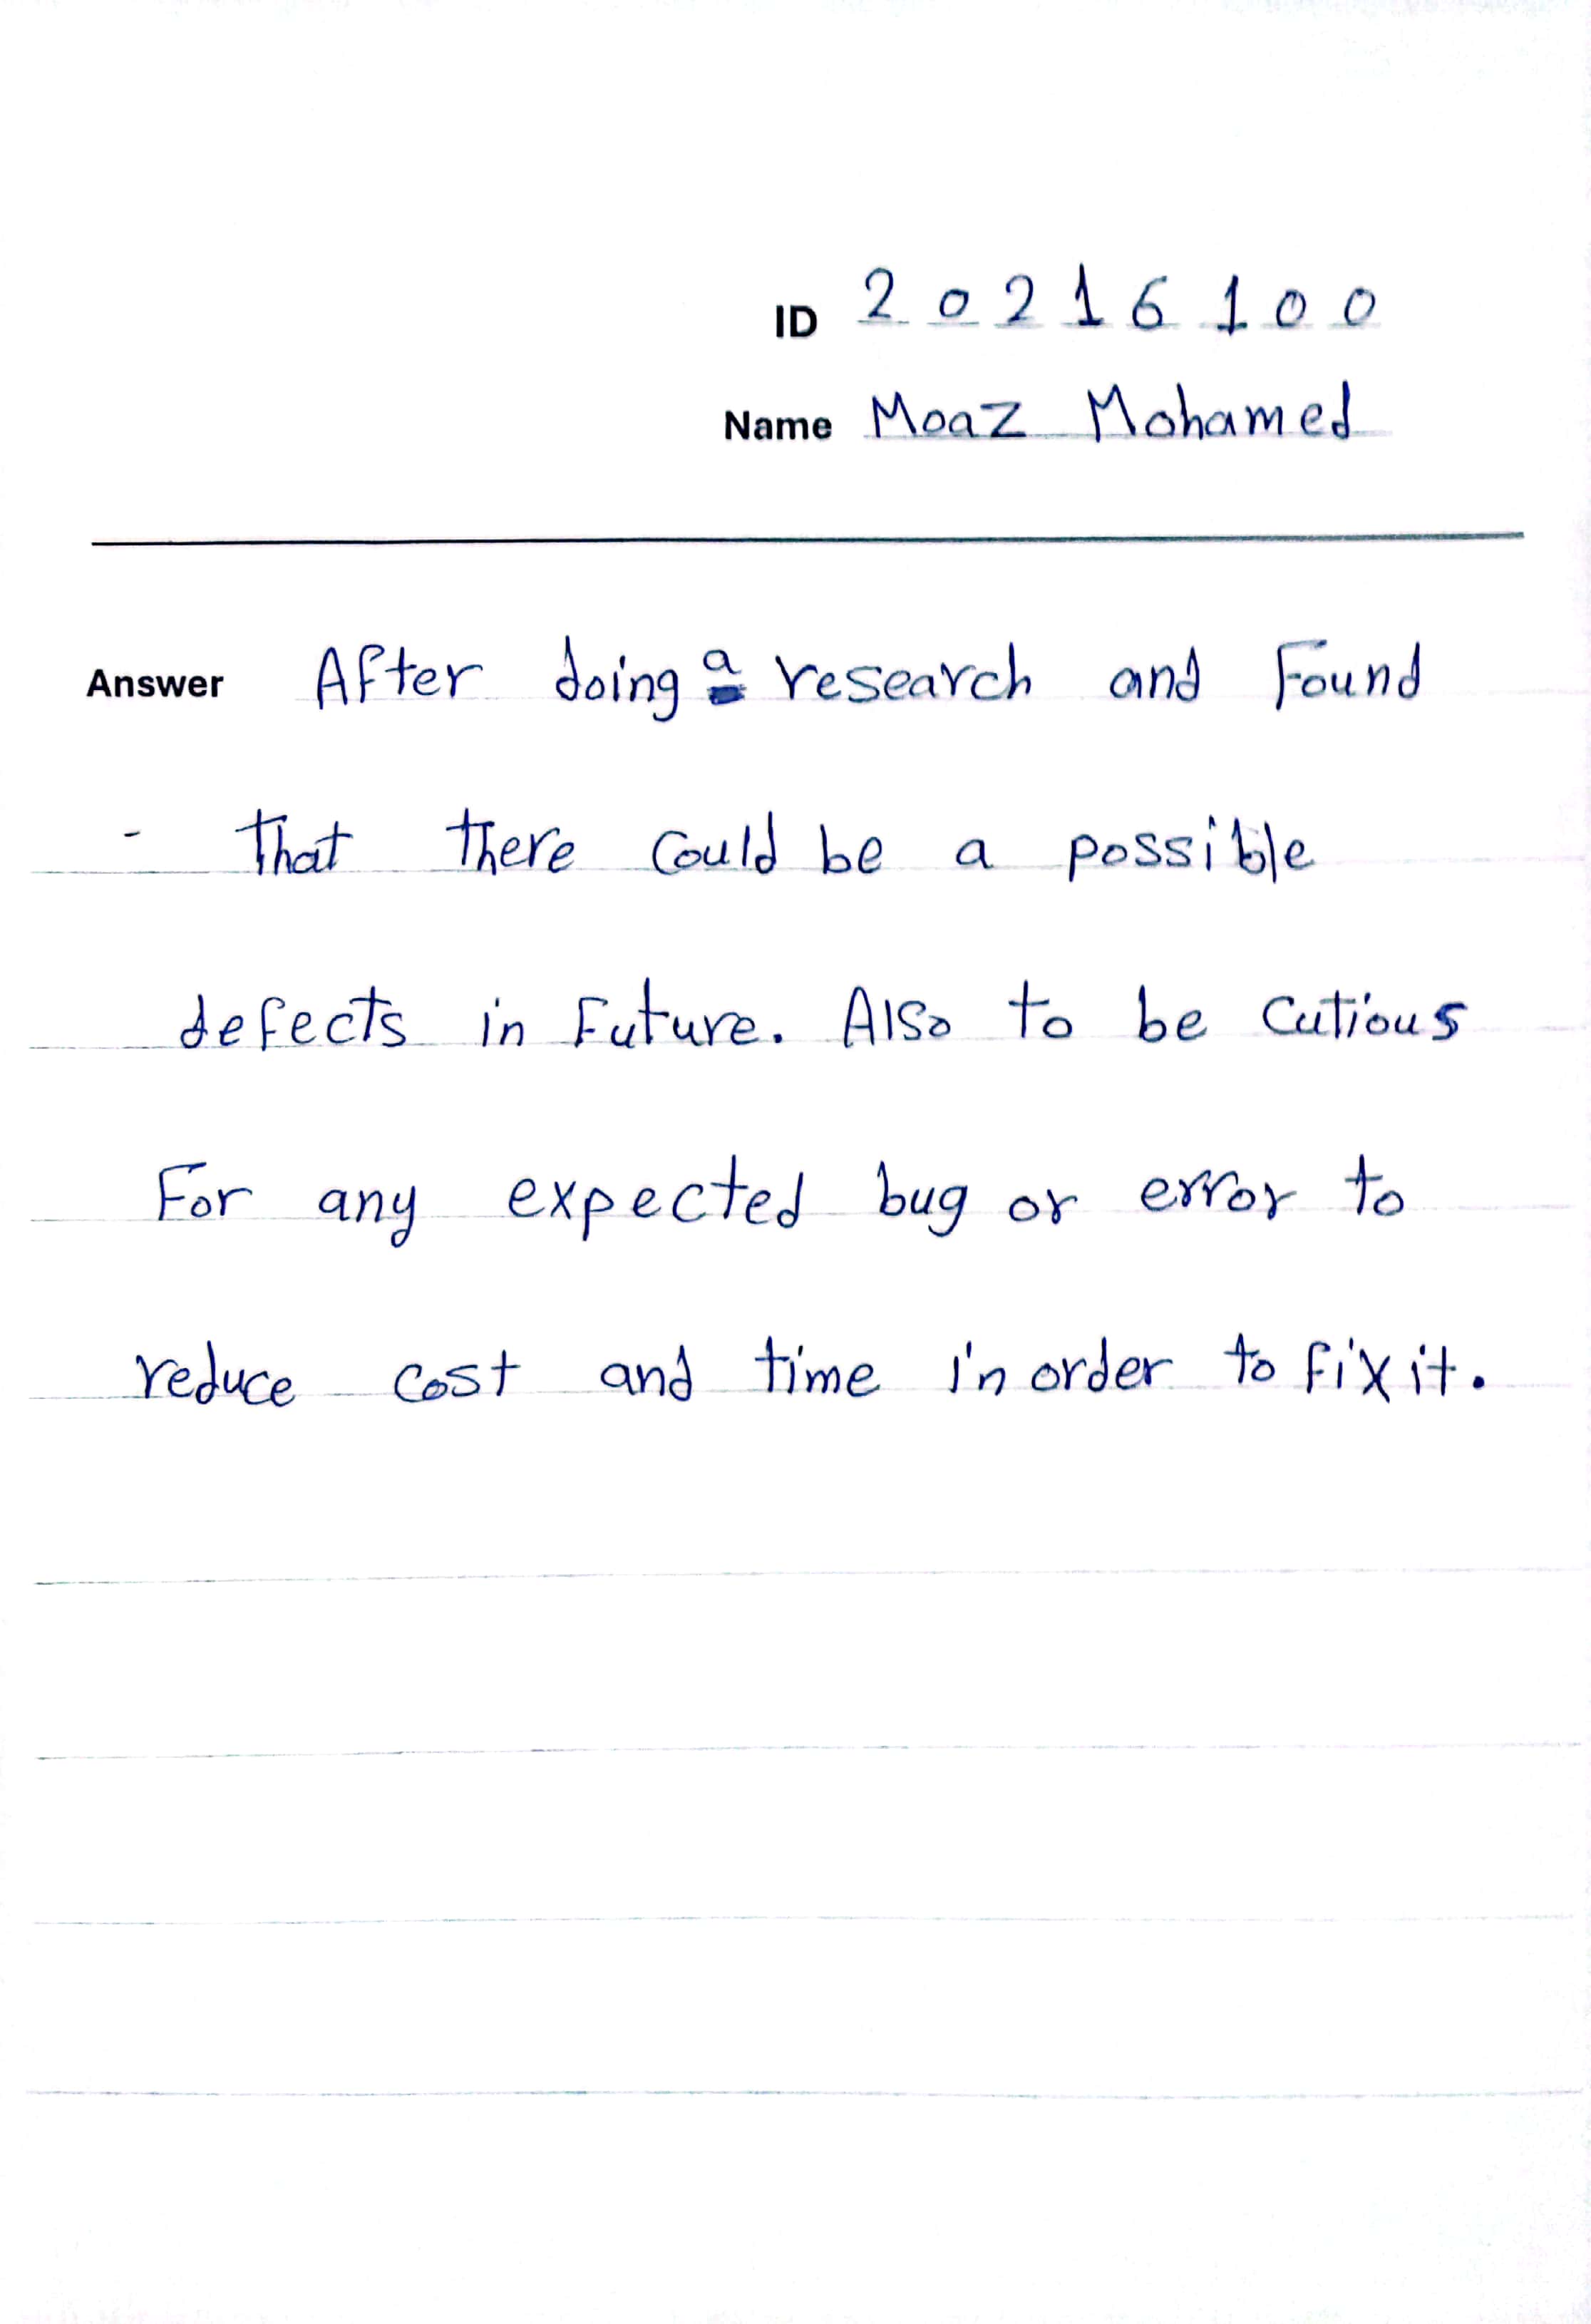 ID 20216100
Name Moaz Mohamed
Answer After doing a research and Found
- that there could be a possible
defects in Future. Also to be Cutious
For any expected bug or error to
reduce cost and time in order to fix it.